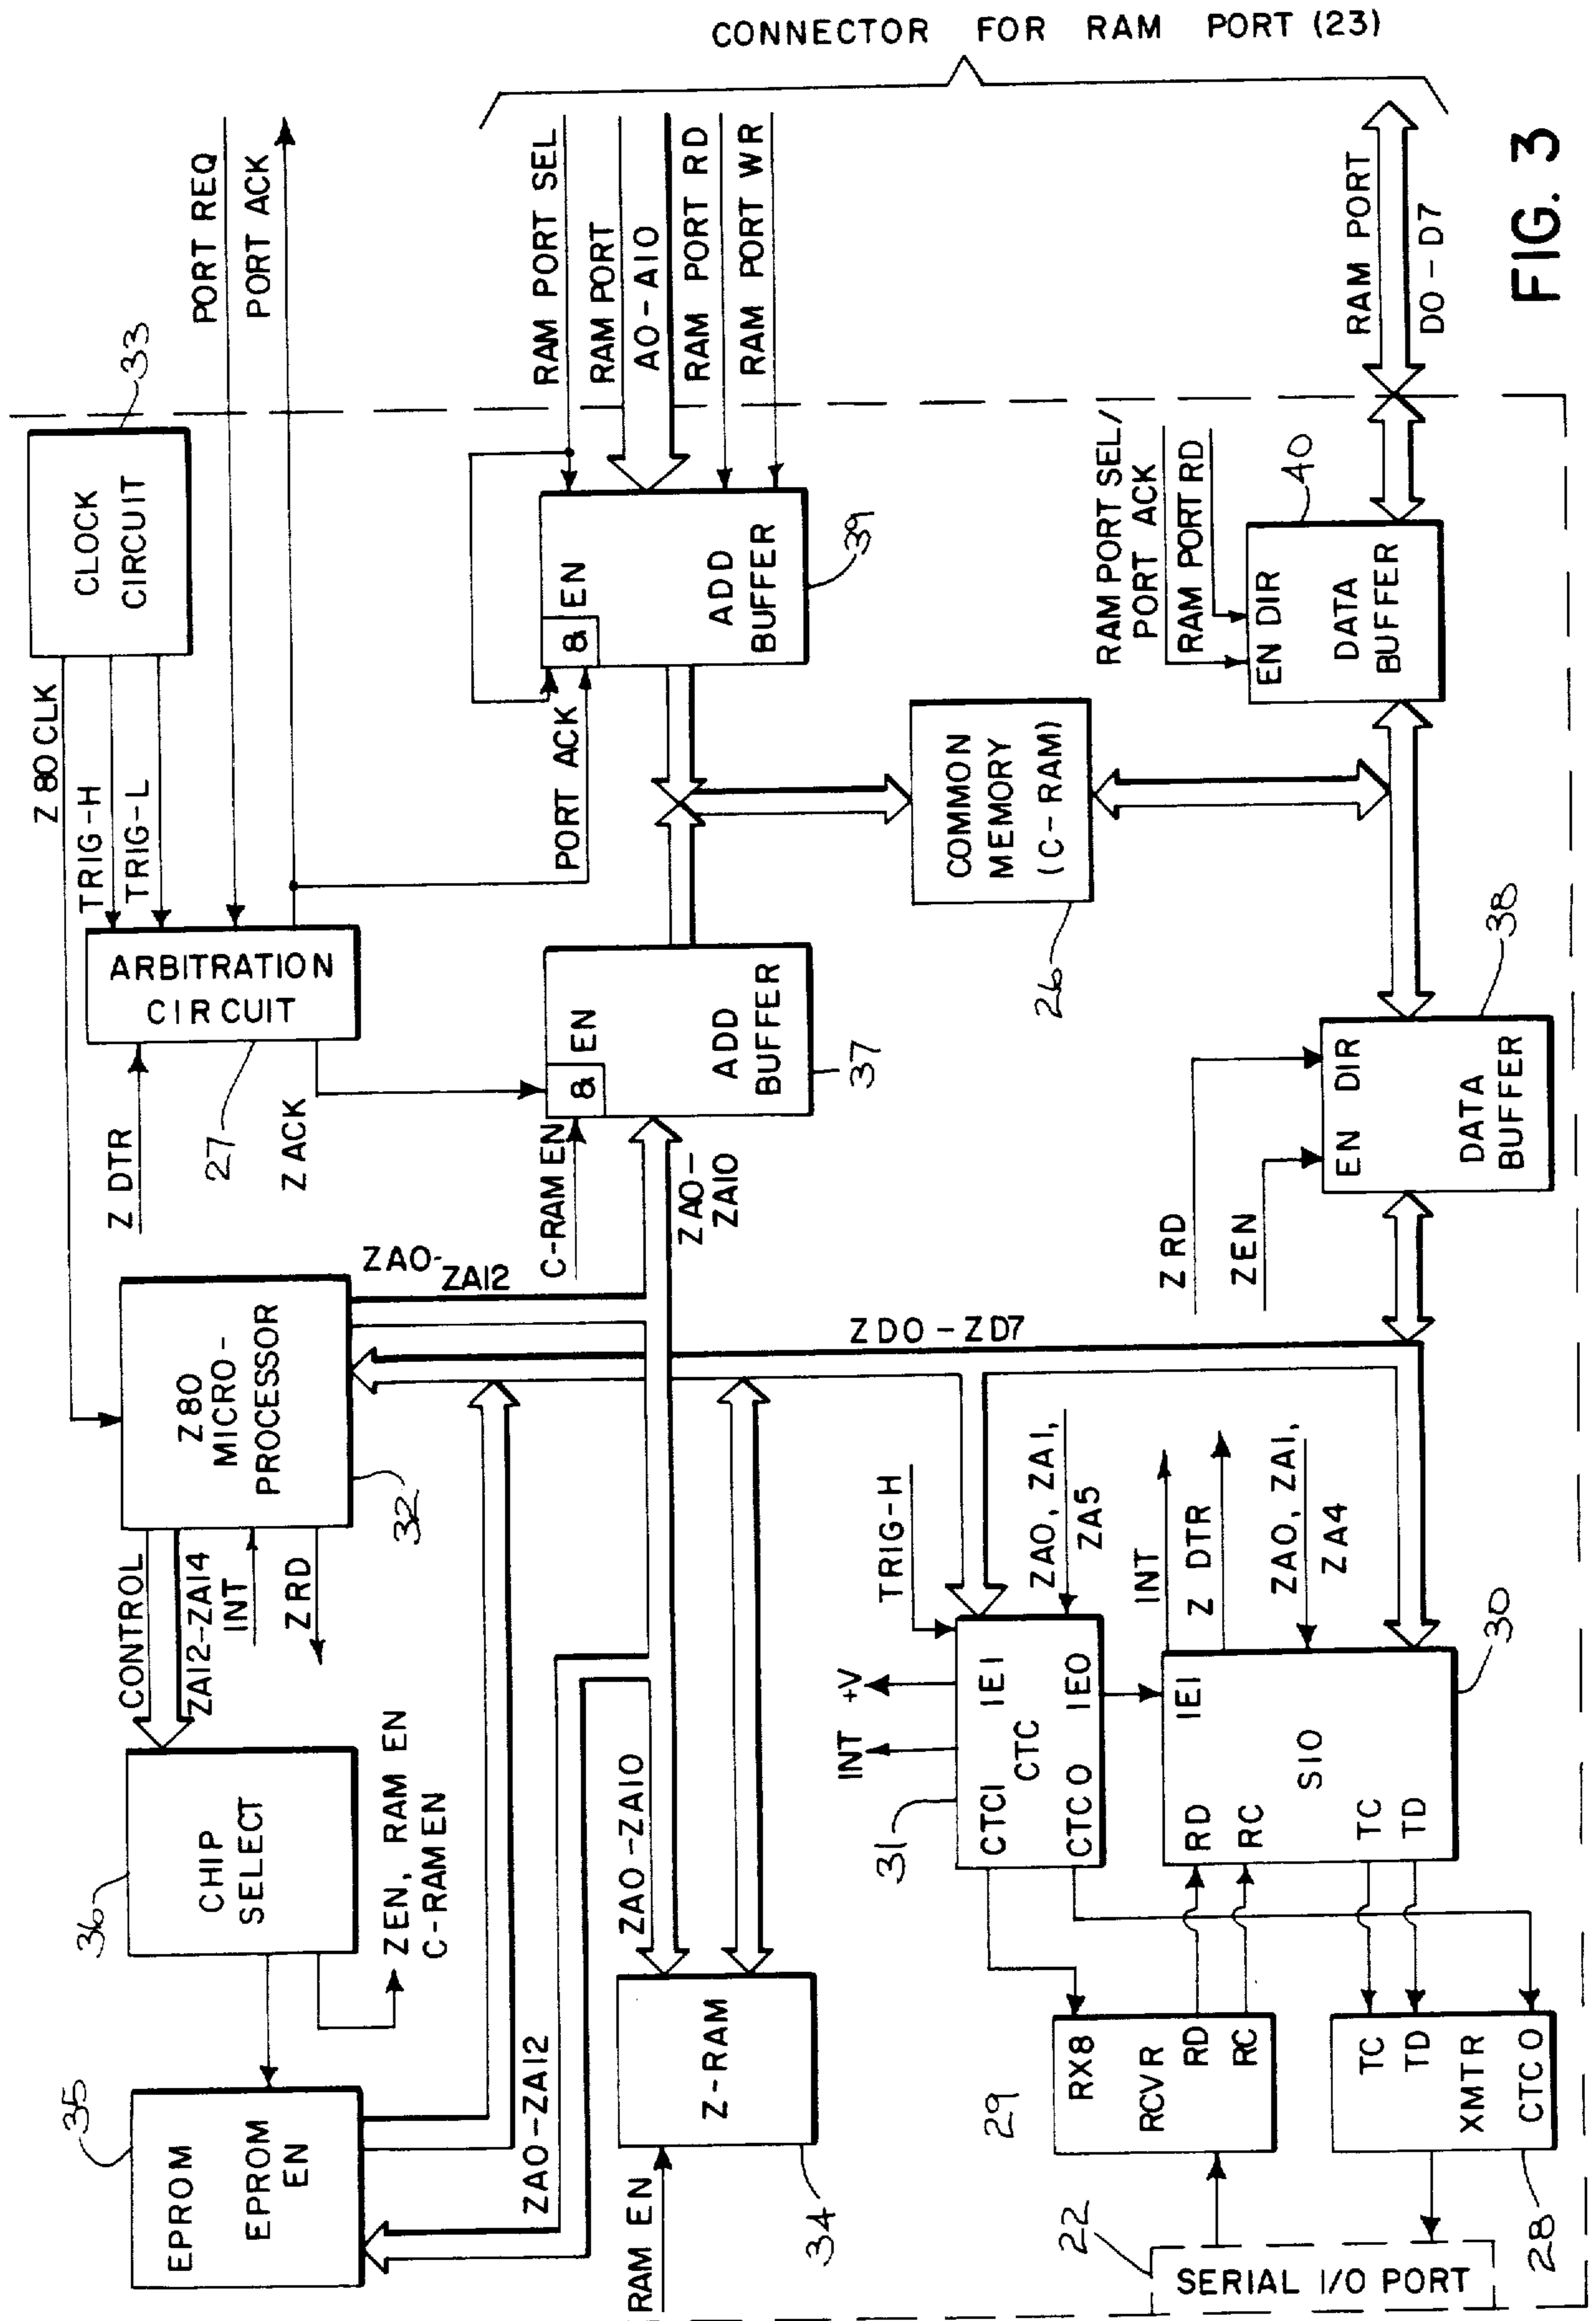 CONNECTOR FOR RAM PORT (23)
PORT REQ
PORT ACK
RAM PORT SEL
RAM PORT
A0-A10
RAM PORT RD
RAM PORT WR
RAM PORT
D0-D7
FIG. 3
33
CLOCK
CIRCUIT
Z80 CLK
TRIG-H
TRIG-L
ARBITRATION
CIRCUIT
27
Z DTR
Z ACK
& EN
ADD
BUFFER
39
PORT ACK
RAM PORT SEL/
PORT ACK
RAM PORT RD
40
EN DIR
DATA
BUFFER
COMMON
MEMORY
(C-RAM)
26
& EN
ADD
BUFFER
37
C-RAM EN
ZA0-
ZA10
38
EN DIR
DATA
BUFFER
Z RD
ZEN
Z80
MICRO-
PROCESSOR
32
ZA0-
ZA12
ZD0-ZD7
CONTROL
ZA12-ZA14
INT
Z RD
36
CHIP
SELECT
ZEN, RAM EN
C-RAM EN
35
EPROM
EPROM
EN
ZA0-ZA12
ZA0-ZA10
Z-RAM
34
RAM EN
TRIG-H
ZA0, ZA1,
ZA5
INT
+V
31
CTC1 IEI
CTC
CTC0 IEO
INT
Z DTR
ZA0, ZA1,
ZA4
30
IEI
RD
RC
SIO
TC
TD
29
RX8
RCVR
RD
RC
TC
TD
XMTR
CTC0
28
22
SERIAL I/O PORT